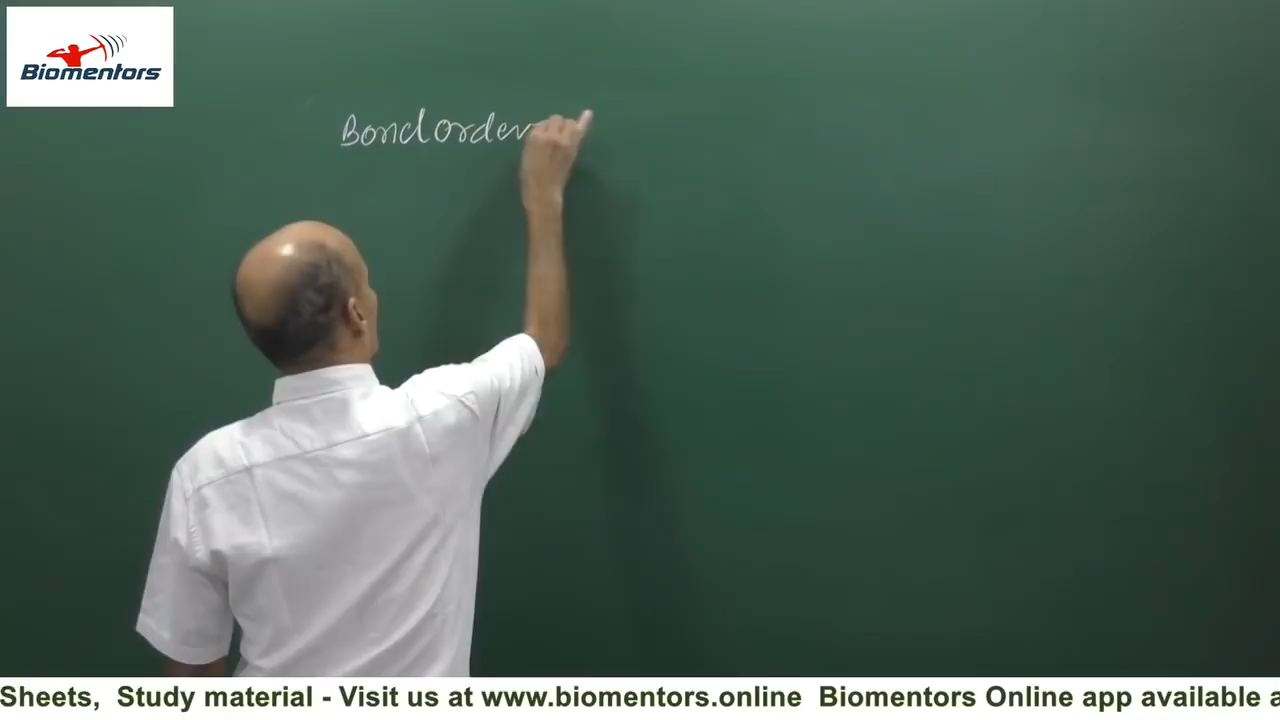 Biomentors
Bond order
Sheets, Study material - Visit us at www.biomentors.online Biomentors Online app available a